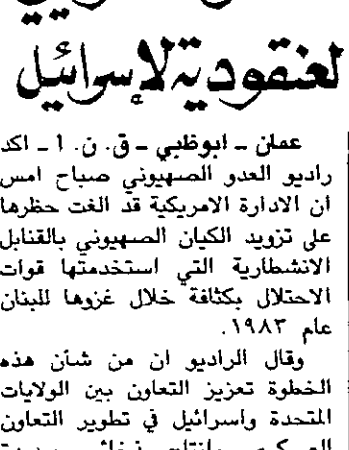 لعنقودية لإسرائيل
عمان ـ ابوظبي ـ ق. ن. ا ـ اكد
راديو العدو الصهيوني صباح امس
ان الادارة الامريكية قد الغت حظرها
على تزويد الكيان الصهيوني بالقنابل
الانشطارية التي استخدمتها قوات
الاحتلال بكثافة خلال غزوها للبنان
عام ١٩٨٣.
وقال الراديو ان من شأن هذه
الخطوة تعزيز التعاون بين الولايات
المتحدة واسرائيل في تطوير التعاون